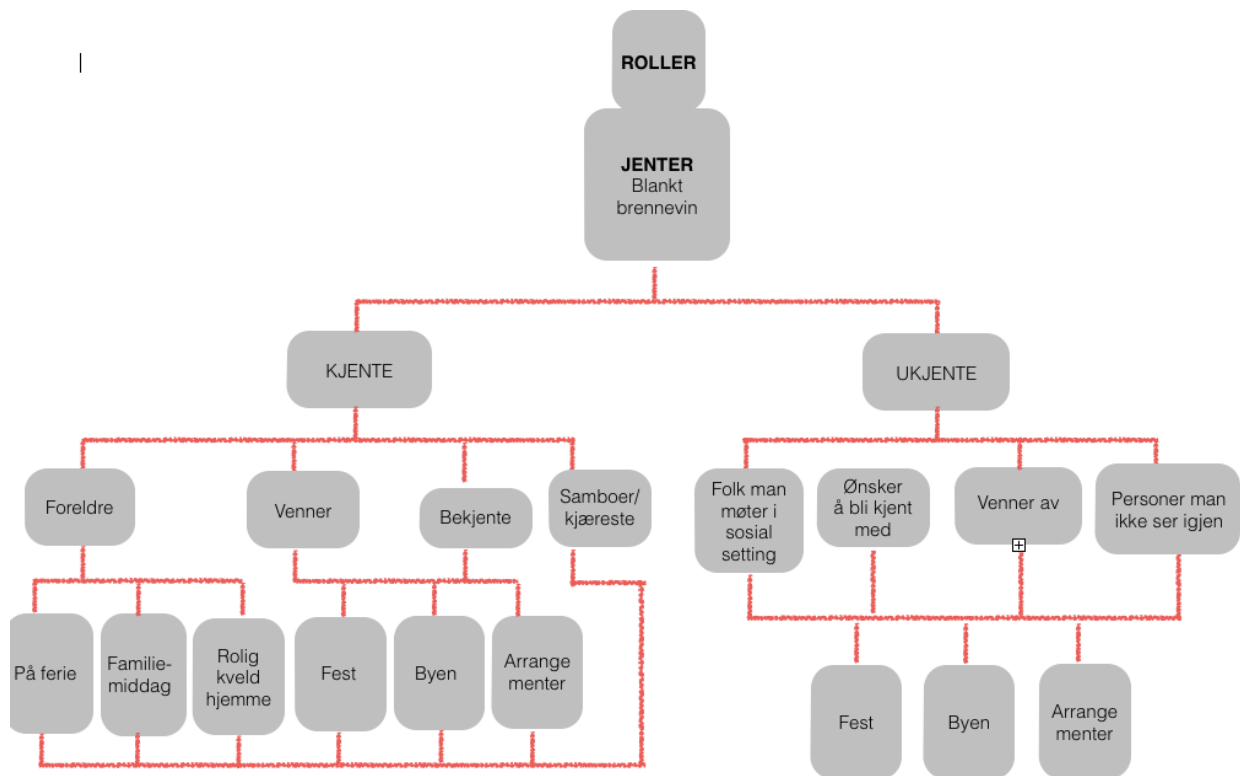 ROLLER
JENTER
Blankt
brennevin
KJENTE
UKJENTE
Foreldre
Venner
Bekjente
Samboer/
kjæreste
Folk man
møter i
sosial
setting
Ønsker
å bli kjent
med
Venner av
Personer man
ikke ser igjen
På ferie
Familie-
middag
Rolig
kveld
hjemme
Fest
Byen
Arrange
menter
Fest
Byen
Arrange
menter